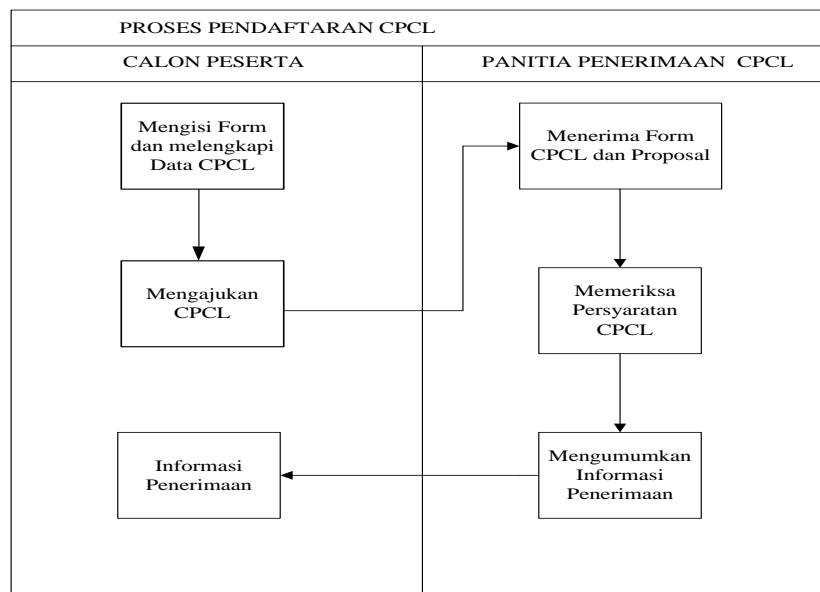 PROSES PENDAFTARAN CPCL
CALON PESERTA
PANITIA PENERIMAAN CPCL
Mengisi Form
dan melengkapi
Data CPCL
Mengajukan
CPCL
Menerima Form
CPCL dan Proposal
Memeriksa
Persyaratan
CPCL
Mengumumkan
Informasi
Penerimaan
Informasi
Penerimaan